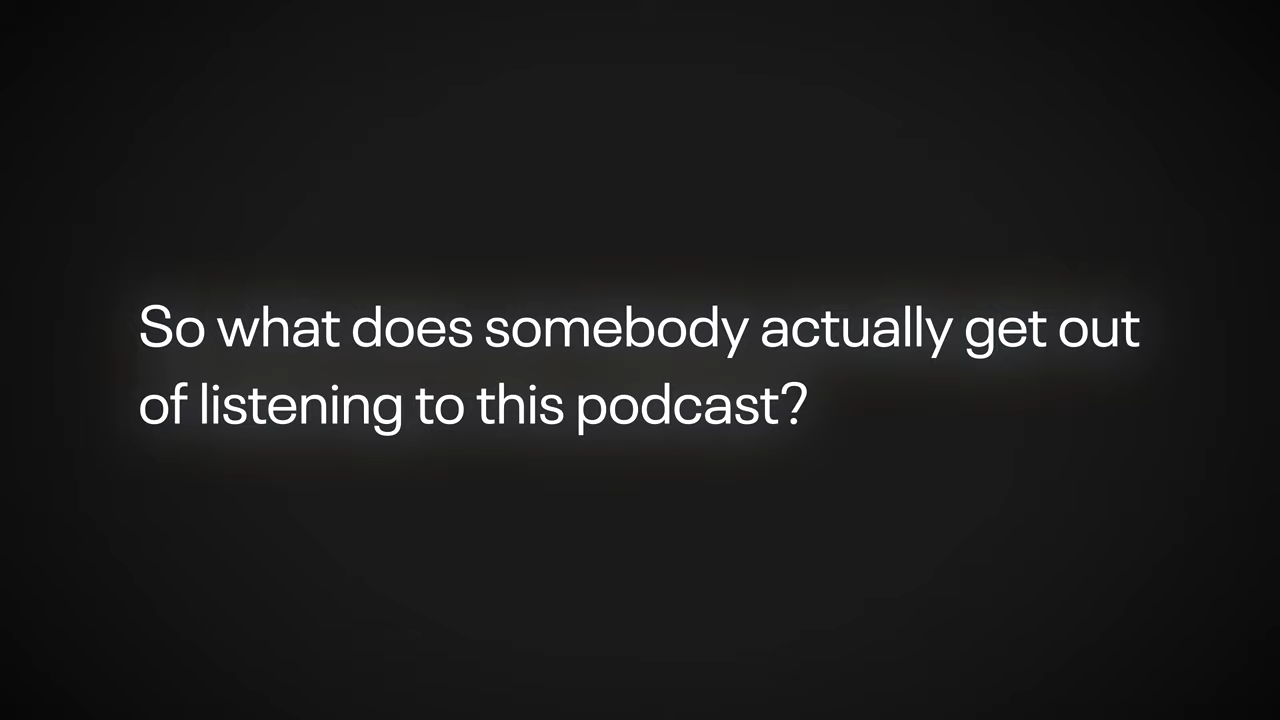 So what does somebody actually get out
of listening to this podcast?